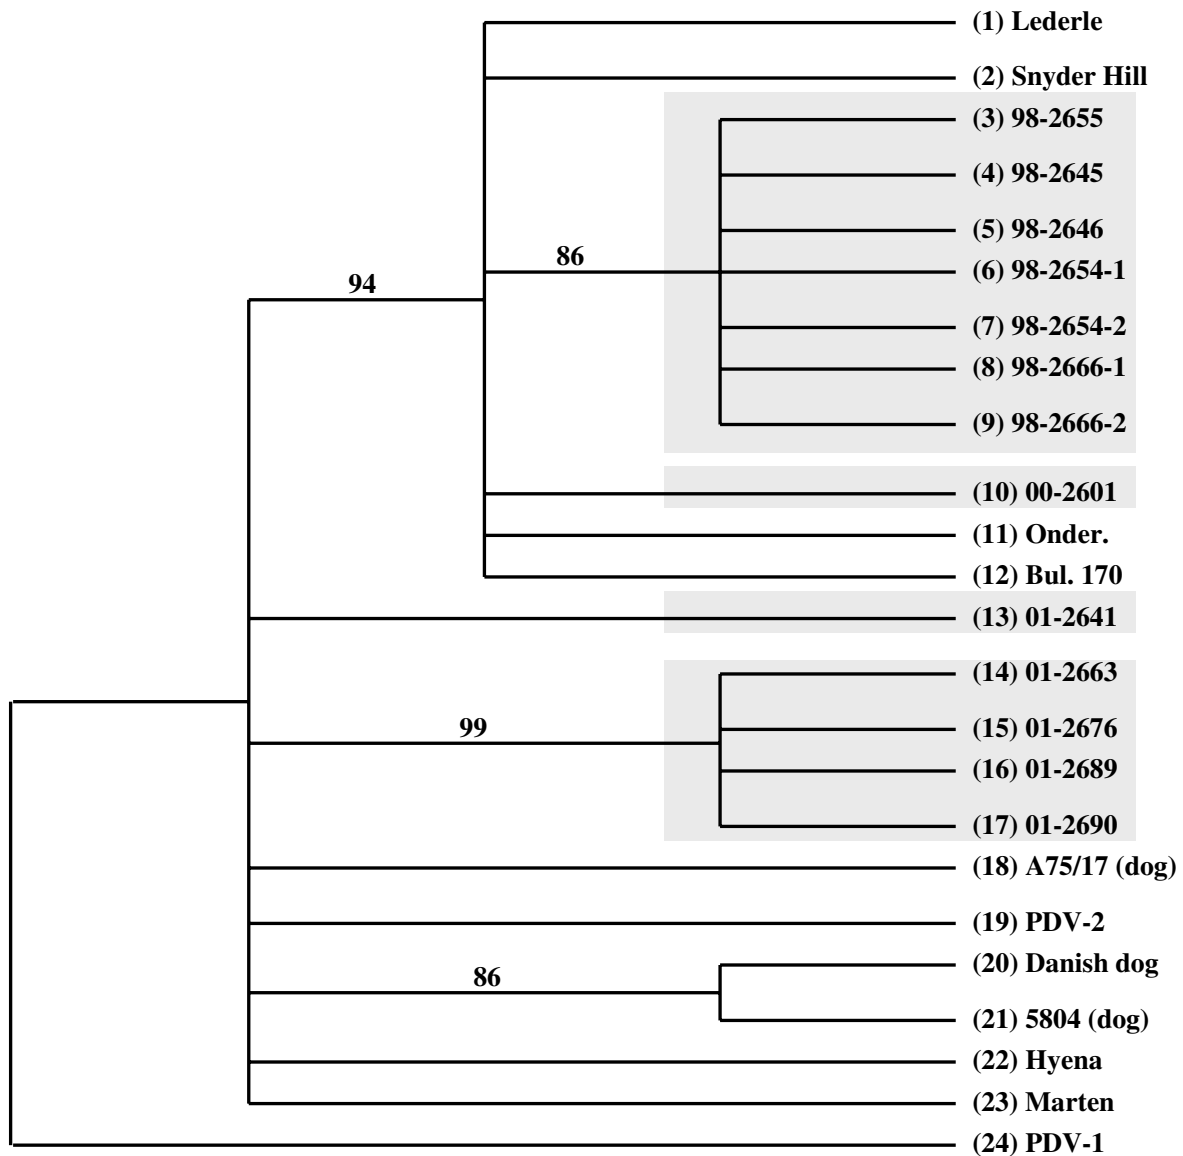 (1) Lederle
(2) Snyder Hill
(3) 98-2655
(4) 98-2645
(5) 98-2646
86
(6) 98-2654-1
94
(7) 98-2654-2
(8) 98-2666-1
(9) 98-2666-2
(10) 00-2601
(11) Onder.
(12) Bul. 170
(13) 01-2641
(14) 01-2663
99
(15) 01-2676
(16) 01-2689
(17) 01-2690
(18) A75/17 (dog)
(19) PDV-2
(20) Danish dog
86
(21) 5804 (dog)
(22) Hyena
(23) Marten
(24) PDV-1